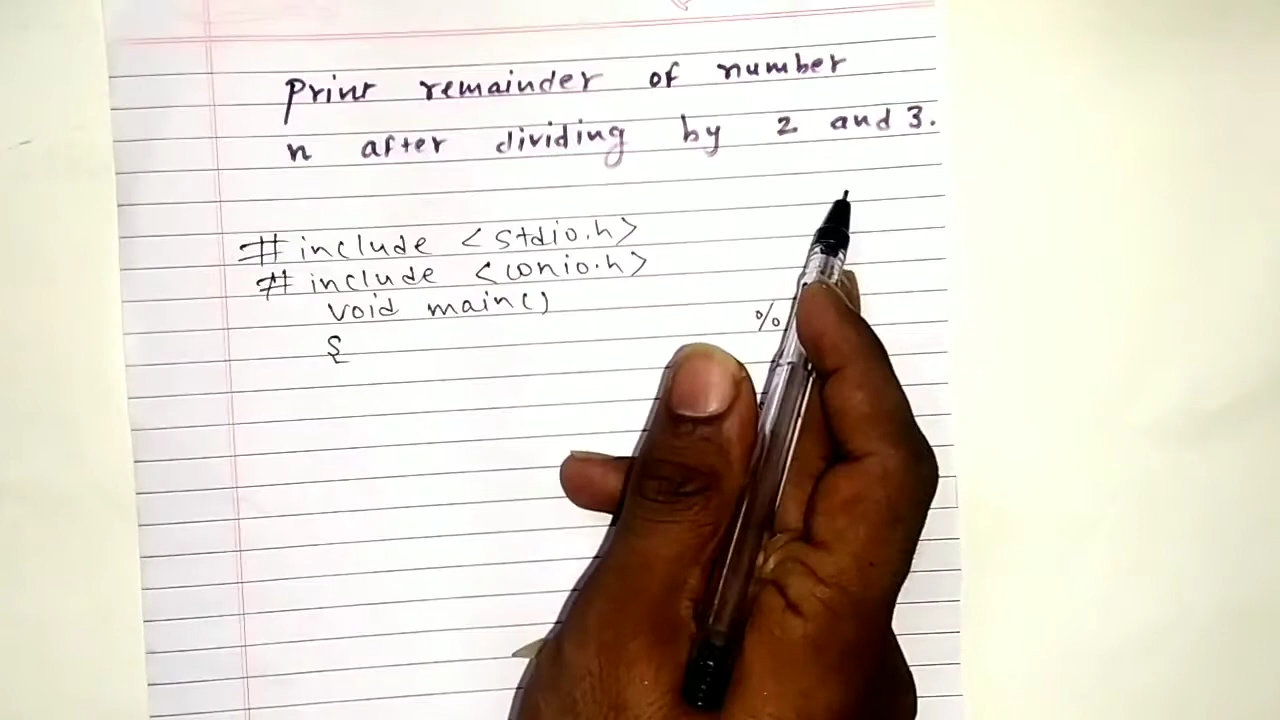 Print remainder of number
n after dividing by 2 and 3.
# include <stdio.h>
# include <conio.h>
void main()
%
{